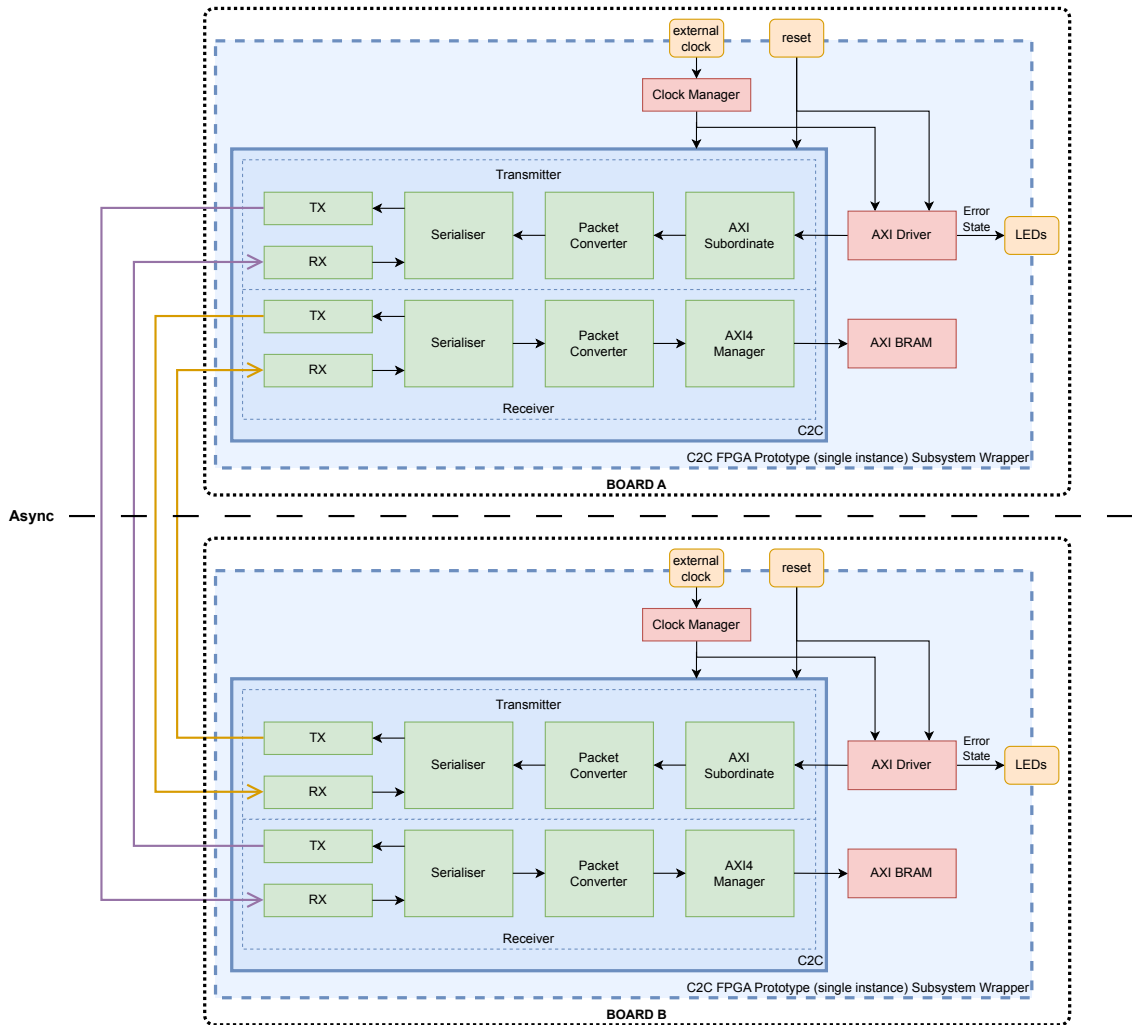 external
clock
reset
Clock Manager
Transmitter
TX
Serialiser
Packet
Converter
AXI
Subordinate
AXI Driver
Error
State
LEDs
RX
TX
Serialiser
Packet
Converter
AXI4
Manager
AXI BRAM
RX
Receiver
C2C
C2C FPGA Prototype (single instance) Subsystem Wrapper
BOARD A
Async
external
clock
reset
Clock Manager
Transmitter
TX
Serialiser
Packet
Converter
AXI
Subordinate
AXI Driver
Error
State
LEDs
RX
TX
Serialiser
Packet
Converter
AXI4
Manager
AXI BRAM
RX
Receiver
C2C
C2C FPGA Prototype (single instance) Subsystem Wrapper
BOARD B